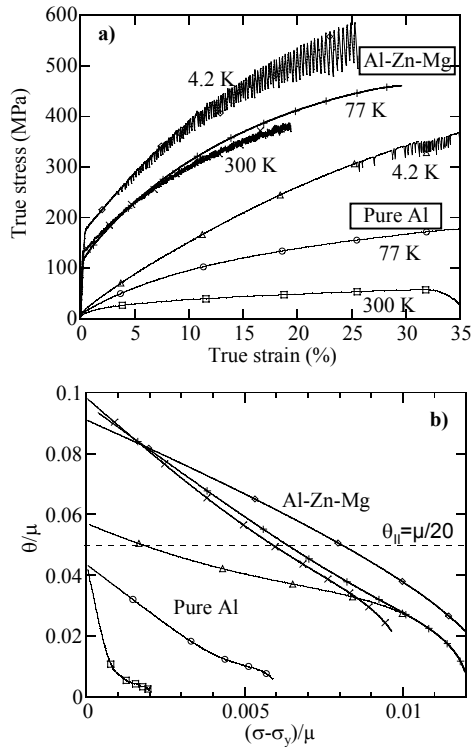 a)
True stress (MPa)
600
500
400
300
200
100
0
4.2 K
Al-Zn-Mg
77 K
300 K
4.2 K
Pure Al
77 K
300 K
0 5 10 15 20 25 30 35
True strain (%)
b)
θ/μ
0.1
0.08
0.06
0.04
0.02
0
Al-Zn-Mg
θII=μ/20
Pure Al
0 0.005 0.01
(σ-σy)/μ